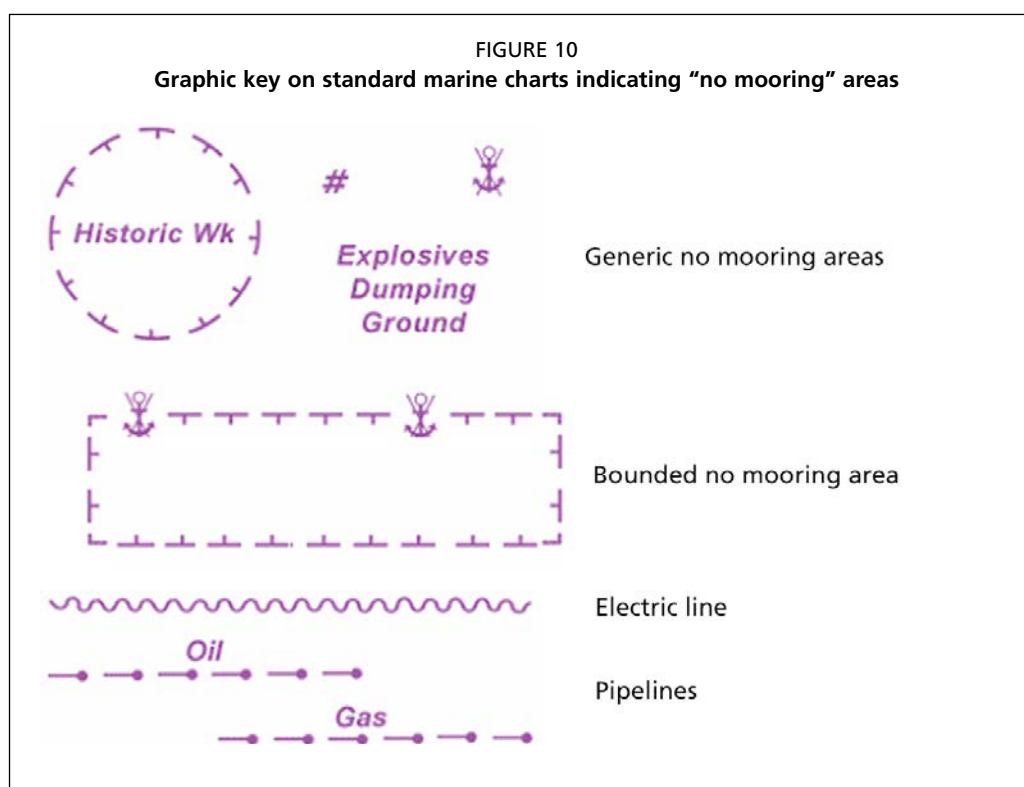 FIGURE 10
Graphic key on standard marine charts indicating “no mooring” areas
Historic Wk
#
Explosives
Dumping
Ground
Generic no mooring areas
Bounded no mooring area
Electric line
Oil
Pipelines
Gas